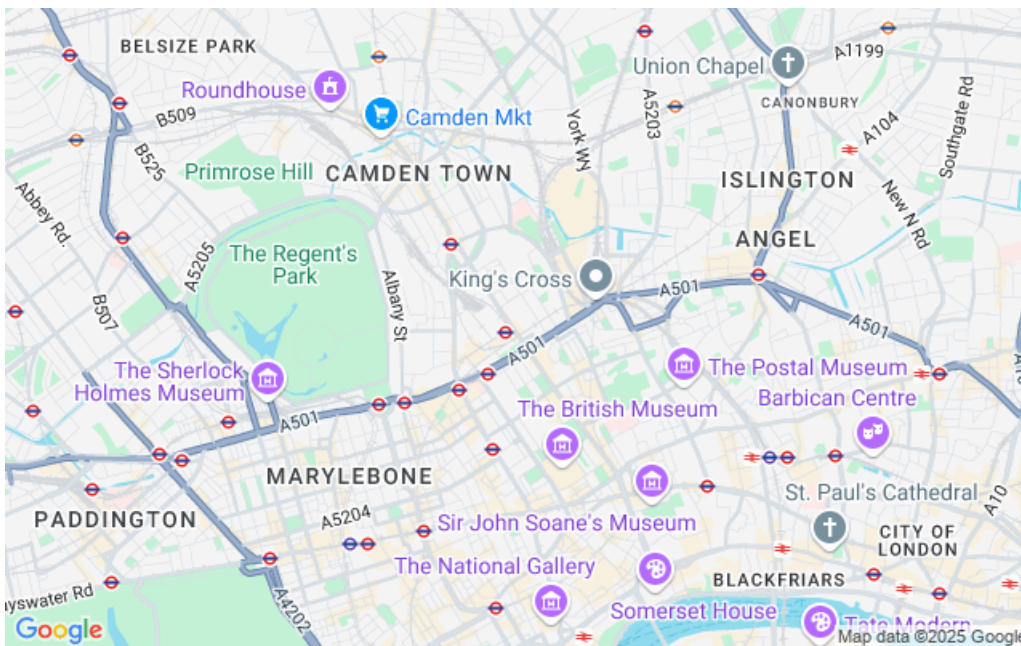 BELSIZE PARK
A1199
Union Chapel
Roundhouse
CANONBURY
B509
Camden Mkt
A5203
York Wy
A104
Southgate Rd
B525
Primrose Hill
CAMDEN TOWN
ISLINGTON
Abbey Rd.
New N Rd
ANGEL
The Regent's
Park
A5205
King's Cross
A501
Albany St
B507
A501
A501
The Sherlock
Holmes Museum
The Postal Museum
Barbican Centre
The British Museum
A501
MARYLEBONE
St. Paul's Cathedral
A10
PADDINGTON
A5204
Sir John Soane's Museum
CITY OF
LONDON
The National Gallery
BLACKFRIARS
yswater Rd
A4202
Somerset House
Tate Modern
Google
Map data ©2025 Google